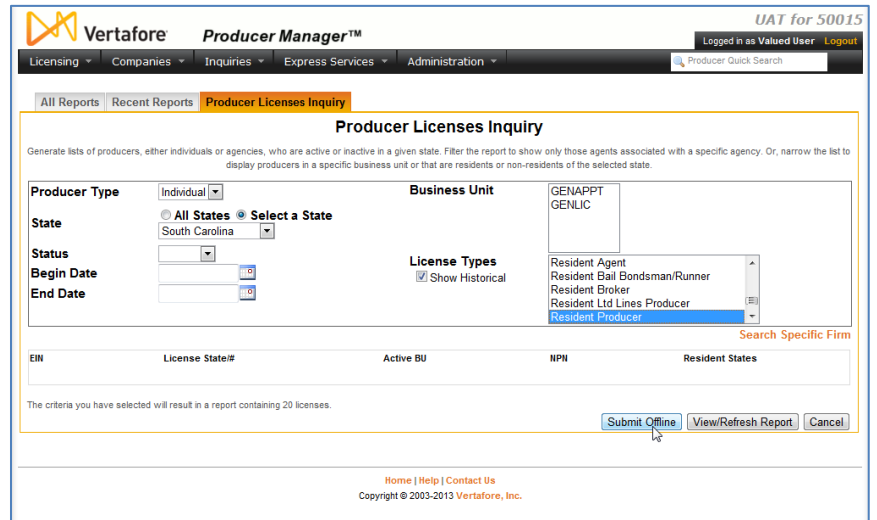 UAT for 50015
Vertafore Producer Manager™
Logged in as Valued User Logout
Licensing Companies Inquiries Express Services Administration
Producer Quick Search
All Reports Recent Reports Producer Licenses Inquiry
Producer Licenses Inquiry
Generate lists of producers, either individuals or agencies, who are active or inactive in a given state. Filter the report to show only those agents associated with a specific agency. Or, narrow the list to
display producers in a specific business unit or that are residents or non-residents of the selected state.
Producer Type Individual
Business Unit GENAPPT
GENLIC
State All States Select a State
South Carolina
Status
Begin Date
End Date
License Types
Show Historical
Resident Agent
Resident Bail Bondsman/Runner
Resident Broker
Resident Ltd Lines Producer
Resident Producer
Search Specific Firm
EIN License State/# Active BU NPN Resident States
The criteria you have selected will result in a report containing 20 licenses.
Submit Offline View/Refresh Report Cancel
Home | Help | Contact Us
Copyright © 2003-2013 Vertafore, Inc.